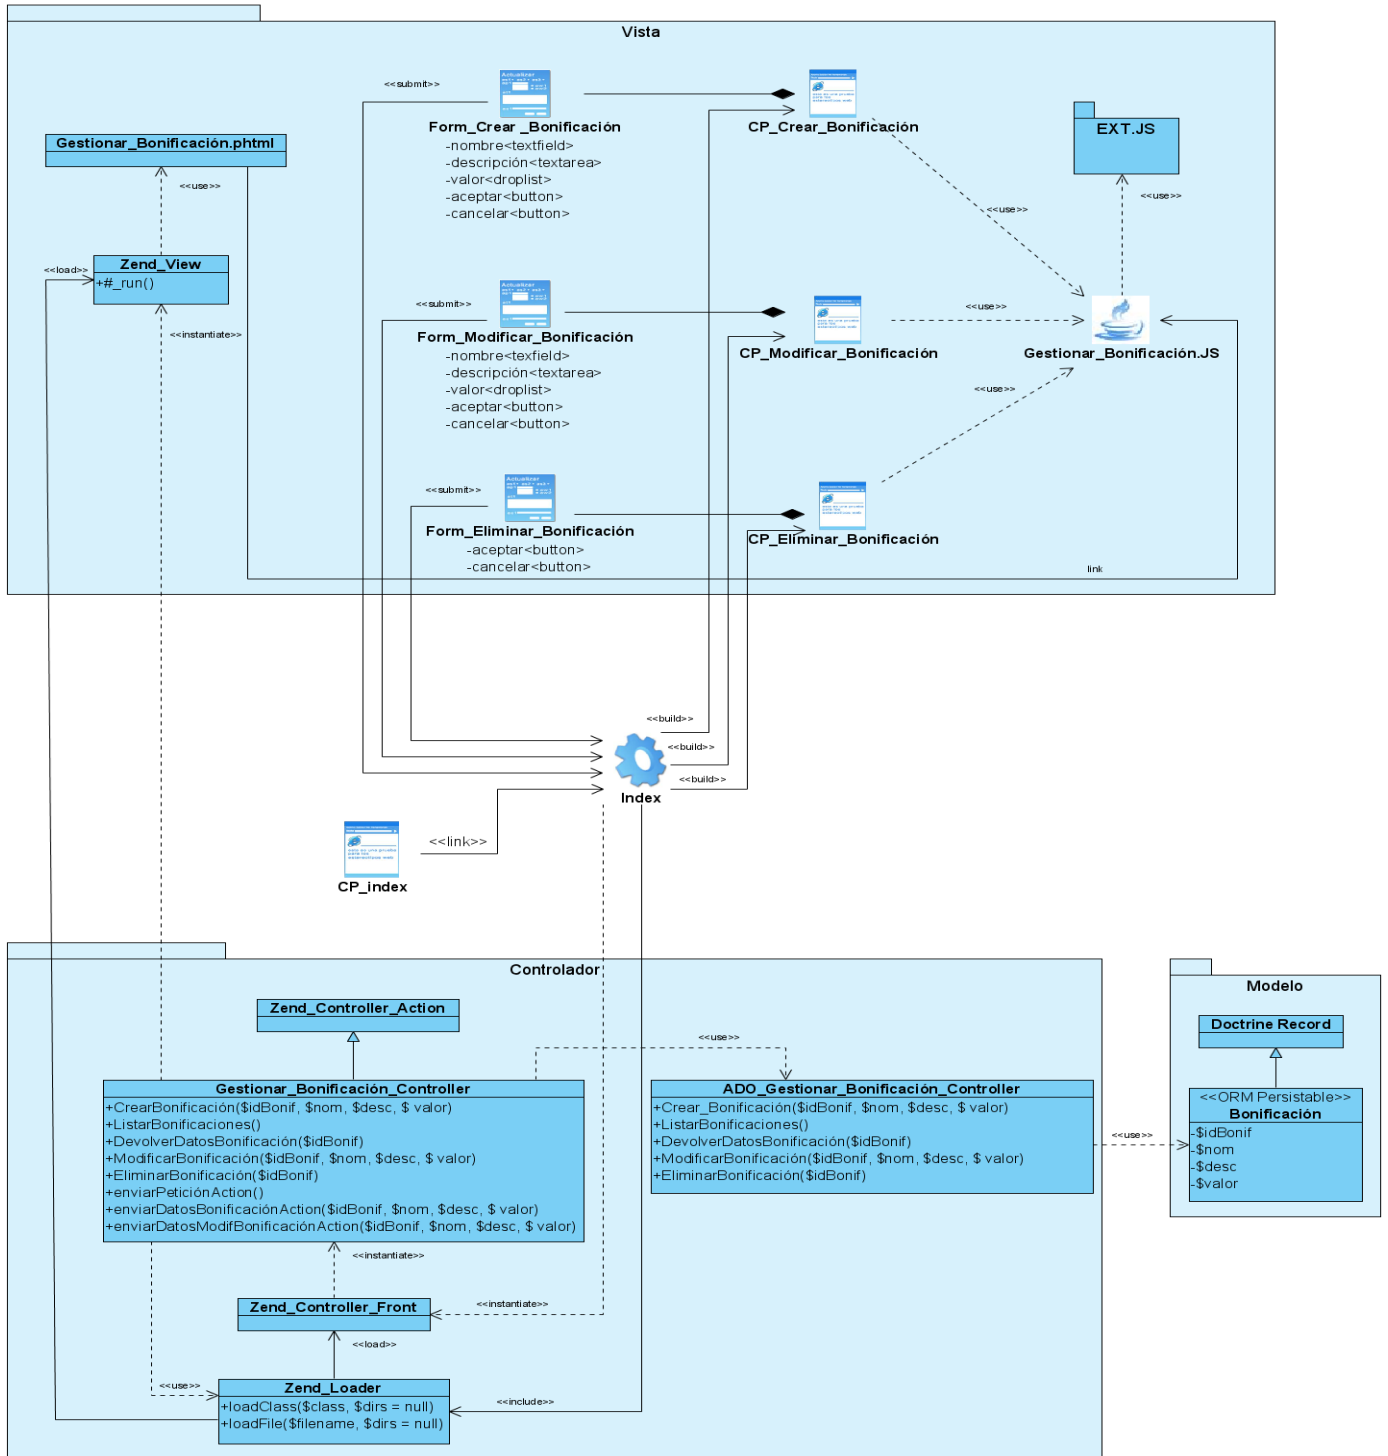 Vista
<<submit>>
Form_Crear _Bonificación
-nombre<textfield>
-descripción<textarea>
-valor<droplist>
-aceptar<button>
-cancelar<button>
CP_Crear_Bonificación
EXT.JS
Gestionar_Bonificación.phtml
<<use>>
<<use>>
<<use>>
<<load>>
Zend_View
+#_run()
<<instantiate>>
<<submit>>
Form_Modificar_Bonificación
-nombre<texfield>
-descripción<textarea>
-valor<droplist>
-aceptar<button>
-cancelar<button>
CP_Modificar_Bonificación
<<use>>
Gestionar_Bonificación.JS
<<use>>
<<submit>>
Form_Eliminar_Bonificación
-aceptar<button>
-cancelar<button>
CP_Eliminar_Bonificación
link
<<build>>
<<build>>
<<build>>
Index
<<link>>
CP_index
Controlador
Zend_Controller_Action
<<use>>
Gestionar_Bonificación_Controller
+CrearBonificación($idBonif, $nom, $desc, $ valor)
+ListarBonificaciones()
+DevolverDatosBonificación($idBonif)
+ModificarBonificación($idBonif, $nom, $desc, $ valor)
+EliminarBonificación($idBonif)
+enviarPeticiónAction()
+enviarDatosBonificaciónAction($idBonif, $nom, $desc, $ valor)
+enviarDatosModifBonificaciónAction($idBonif, $nom, $desc, $ valor)
ADO_Gestionar_Bonificación_Controller
+Crear_Bonificación($idBonif, $nom, $desc, $ valor)
+ListarBonificaciones()
+DevolverDatosBonificación($idBonif)
+ModificarBonificación($idBonif, $nom, $desc, $ valor)
+EliminarBonificación($idBonif)
<<use>>
Modelo
Doctrine Record
<<ORM Persistable>>
Bonificación
-$idBonif
-$nom
-$desc
-$valor
<<instantiate>>
Zend_Controller_Front
<<instantiate>>
<<load>>
<<use>>
Zend_Loader
+loadClass($class, $dirs = null)
+loadFile($filename, $dirs = null)
<<include>>